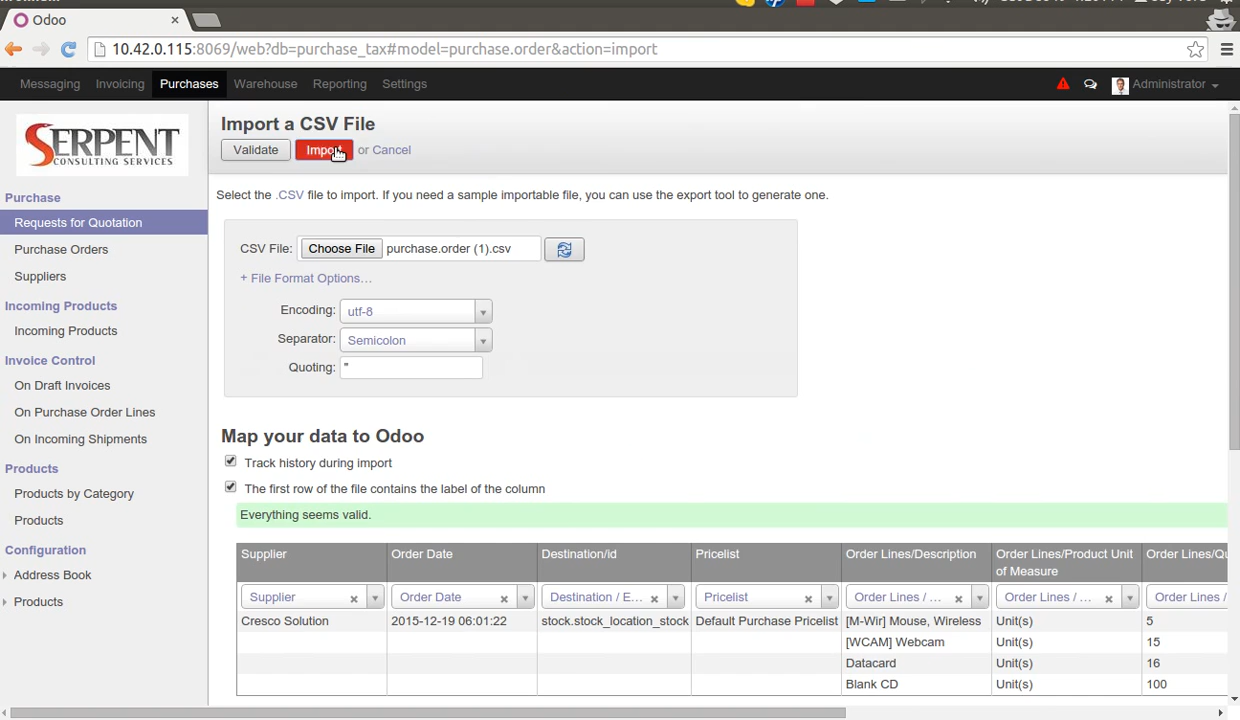 Odoo
10.42.0.115:8069/web?db=purchase_tax#model=purchase.order&action=import
Messaging Invoicing Purchases Warehouse Reporting Settings Administrator
SERPENT
CONSULTING SERVICES
Purchase
Requests for Quotation
Purchase Orders
Suppliers
Incoming Products
Incoming Products
Invoice Control
On Draft Invoices
On Purchase Order Lines
On Incoming Shipments
Products
Products by Category
Products
Configuration
Address Book
Products
Import a CSV File
Validate Import or Cancel
Select the .CSV file to import. If you need a sample importable file, you can use the export tool to generate one.
CSV File: Choose File purchase.order (1).csv
+ File Format Options…
Encoding: utf-8
Separator: Semicolon
Quoting: "
Map your data to Odoo
Track history during import
The first row of the file contains the label of the column
Everything seems valid.
Supplier Order Date Destination/id Pricelist Order Lines/Description Order Lines/Product Unit of Measure Order Lines/Qu
Supplier Order Date Destination / E... Pricelist Order Lines / ... Order Lines / ... Order Lines /
Cresco Solution 2015-12-19 06:01:22 stock.stock_location_stock Default Purchase Pricelist [M-Wir] Mouse, Wireless Unit(s) 5
[WCAM] Webcam Unit(s) 15
Datacard Unit(s) 16
Blank CD Unit(s) 100